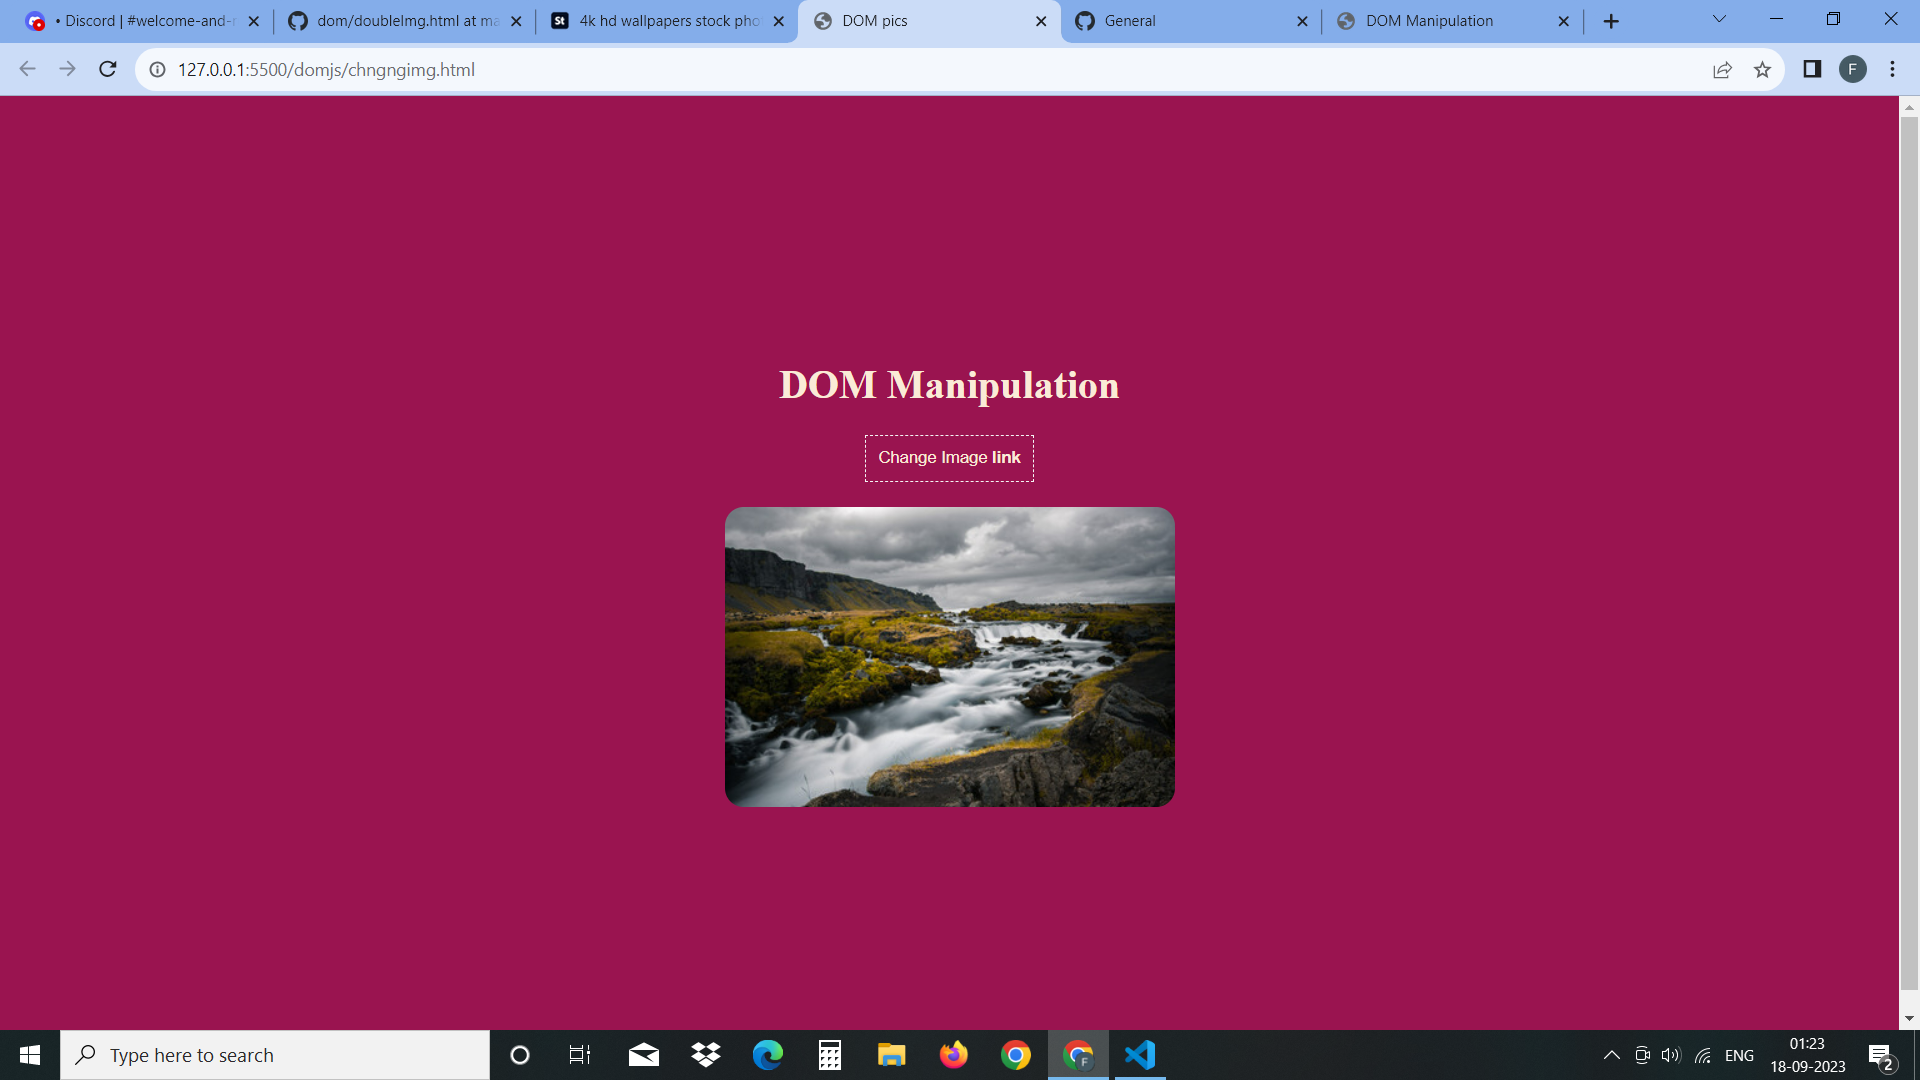 • Discord | #welcome-and-r
dom/doubleImg.html at ma
4k hd wallpapers stock pho
DOM pics
General
DOM Manipulation
127.0.0.1:5500/domjs/chngngimg.html
F
DOM Manipulation
Change Image link
Type here to search
F
ENG
01:23
18-09-2023
2